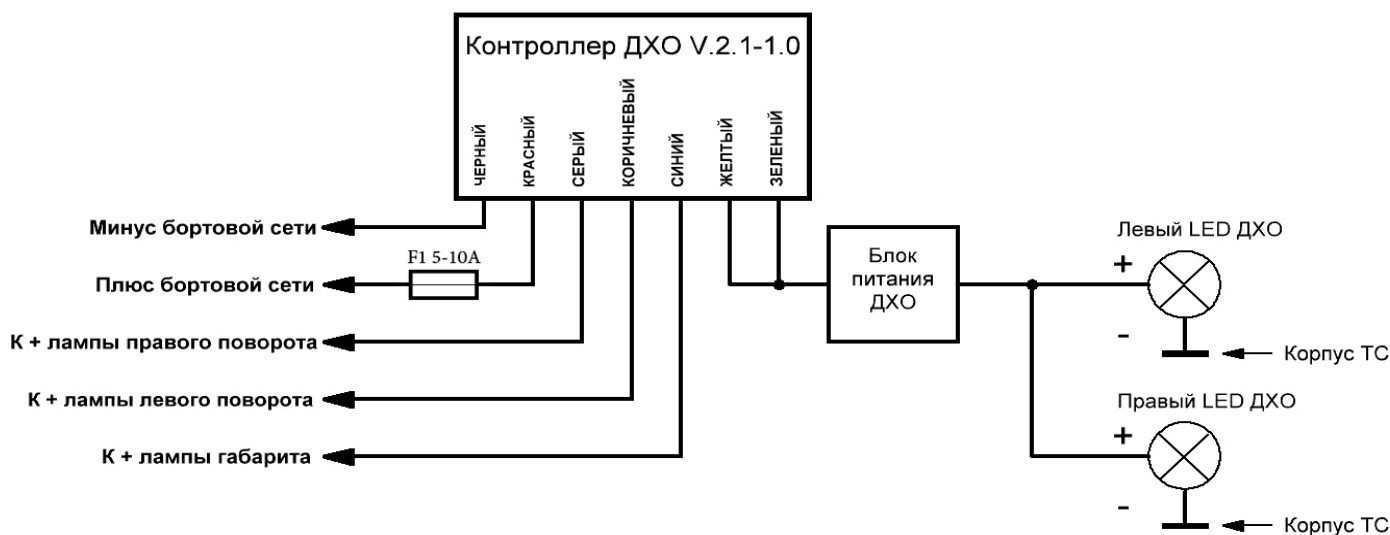 Контроллер ДХО V.2.1-1.0
ЧЕРНЫЙ
КРАСНЫЙ
СЕРЫЙ
КОРИЧНЕВЫЙ
СИНИЙ
ЖЕЛТЫЙ
ЗЕЛЕНЫЙ
Минус бортовой сети
F1 5-10A
Плюс бортовой сети
К + лампы правого поворота
К + лампы левого поворота
К + лампы габарита
Блок
питания
ДХО
Левый LED ДХО
+
-
Корпус ТС
Правый LED ДХО
+
-
Корпус ТС